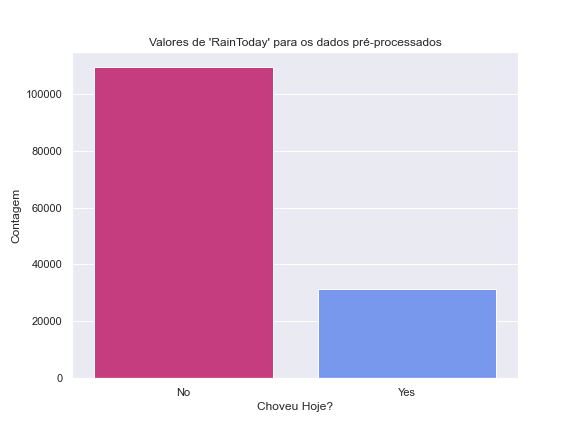 Valores de 'RainToday' para os dados pré-processados
100000
80000
60000
40000
20000
0
Contagem
No
Yes
Choveu Hoje?